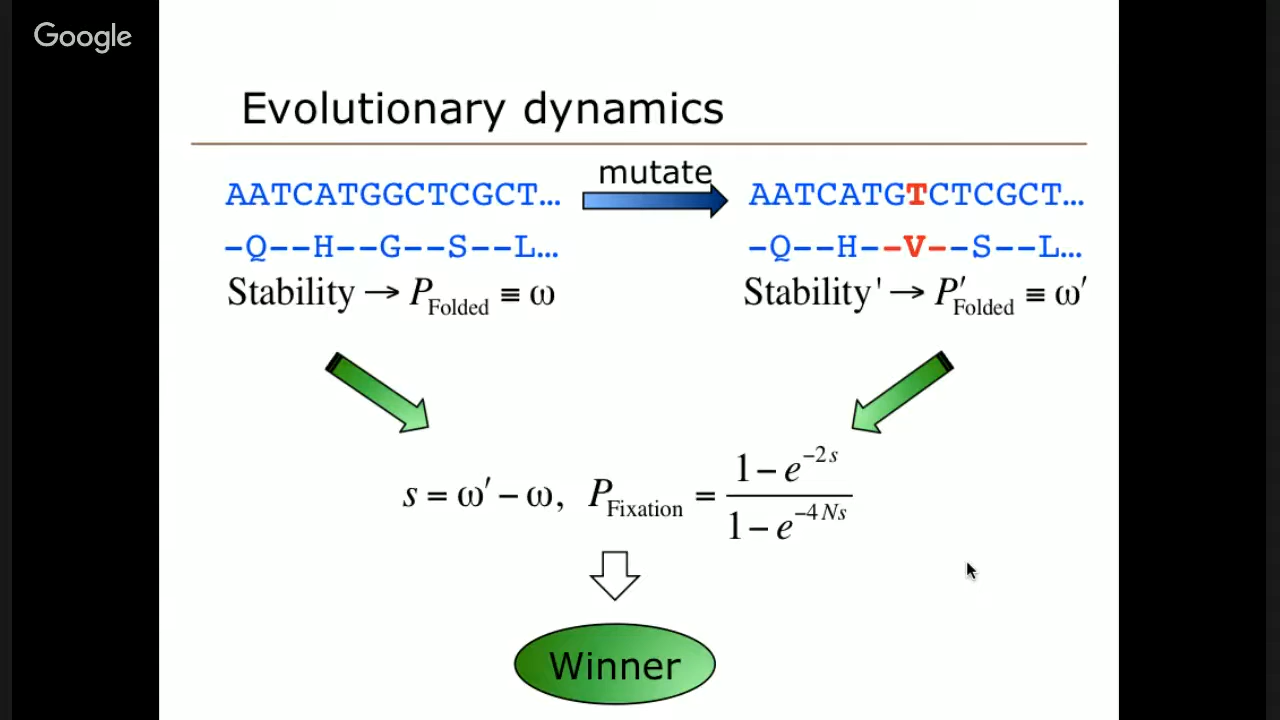 Google
Evolutionary dynamics
mutate
AATCATGGCTCGCT… AATCATGTCTCGCT…
–Q––H––G––S––L… –Q––H––V––S––L…
Stability → P_Folded ≡ ω Stability' → P′_Folded ≡ ω′
s = ω′ – ω, P_Fixation = (1 – e^(–2s)) / (1 – e^(–4Ns))
Winner